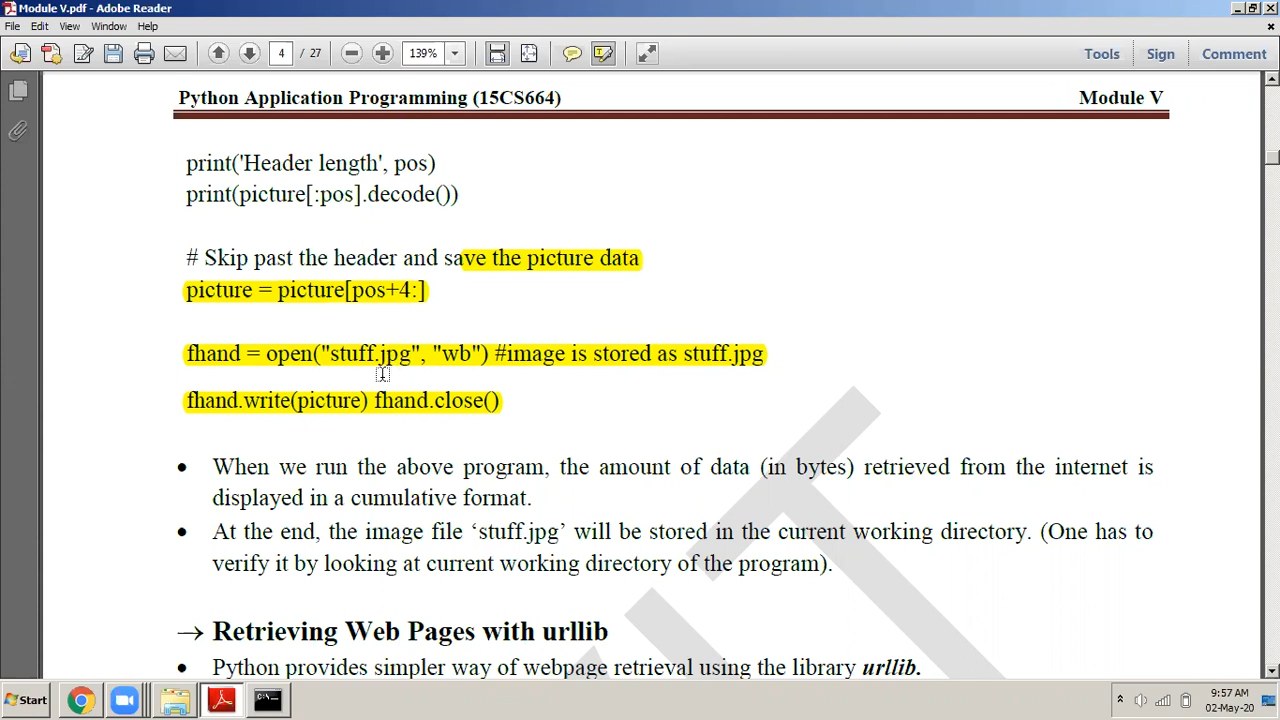 Module V.pdf - Adobe Reader
File Edit View Window Help
4 / 27 139% Tools Sign Comment
Python Application Programming (15CS664) Module V
print('Header length', pos)
print(picture[:pos].decode())
# Skip past the header and save the picture data
picture = picture[pos+4:]
fhand = open("stuff.jpg", "wb") #image is stored as stuff.jpg
fhand.write(picture) fhand.close()
• When we run the above program, the amount of data (in bytes) retrieved from the internet is
displayed in a cumulative format.
• At the end, the image file ‘stuff.jpg’ will be stored in the current working directory. (One has to
verify it by looking at current working directory of the program).
→ Retrieving Web Pages with urllib
• Python provides simpler way of webpage retrieval using the library urllib.
Start
9:57 AM
02-May-20